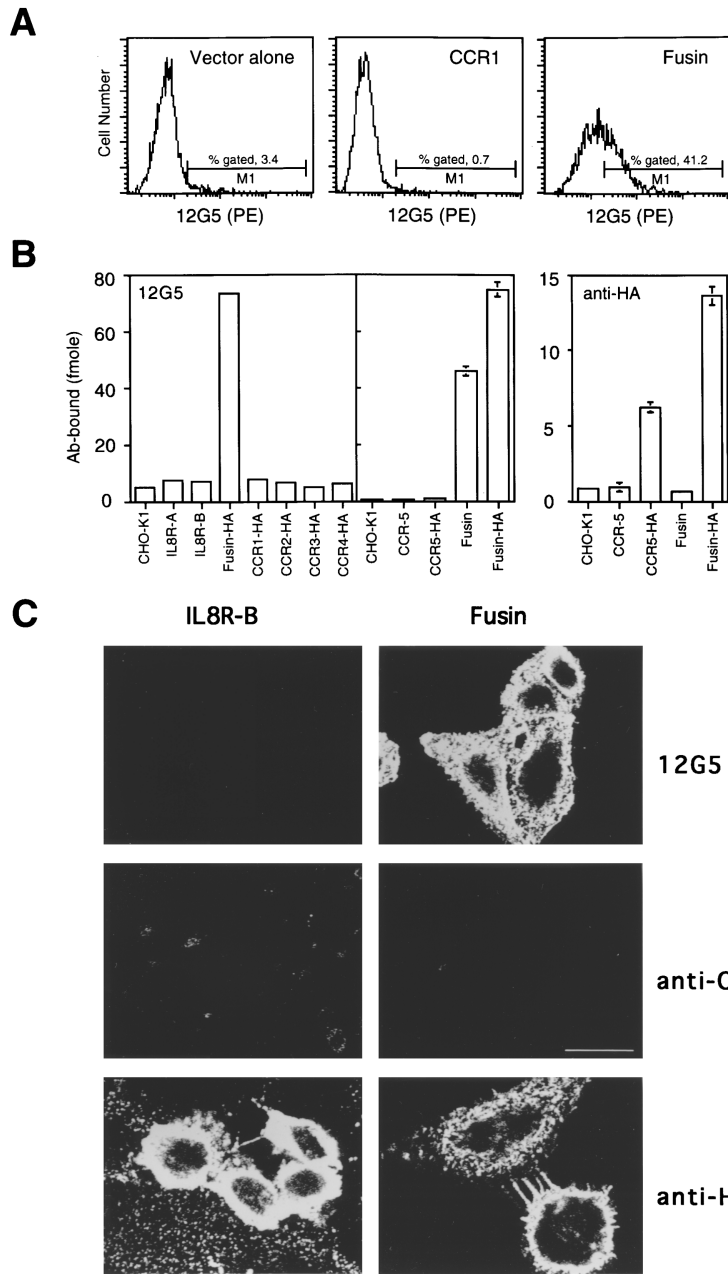 A
Vector alone
CCR1
Fusin
Cell Number
% gated, 3.4
% gated, 0.7
% gated, 41.2
M1
M1
M1
12G5 (PE)
12G5 (PE)
12G5 (PE)
B
Ab-bound (fmole)
80
60
40
20
0
12G5
15
10
5
0
anti-HA
CHO-K1
IL8R-A
IL8R-B
Fusin-HA
CCR1-HA
CCR2-HA
CCR3-HA
CCR4-HA
CHO-K1
CCR-5
CCR5-HA
Fusin
Fusin-HA
CHO-K1
CCR-5
CCR5-HA
Fusin
Fusin-HA
C
IL8R-B
Fusin
12G5
anti-C
anti-H